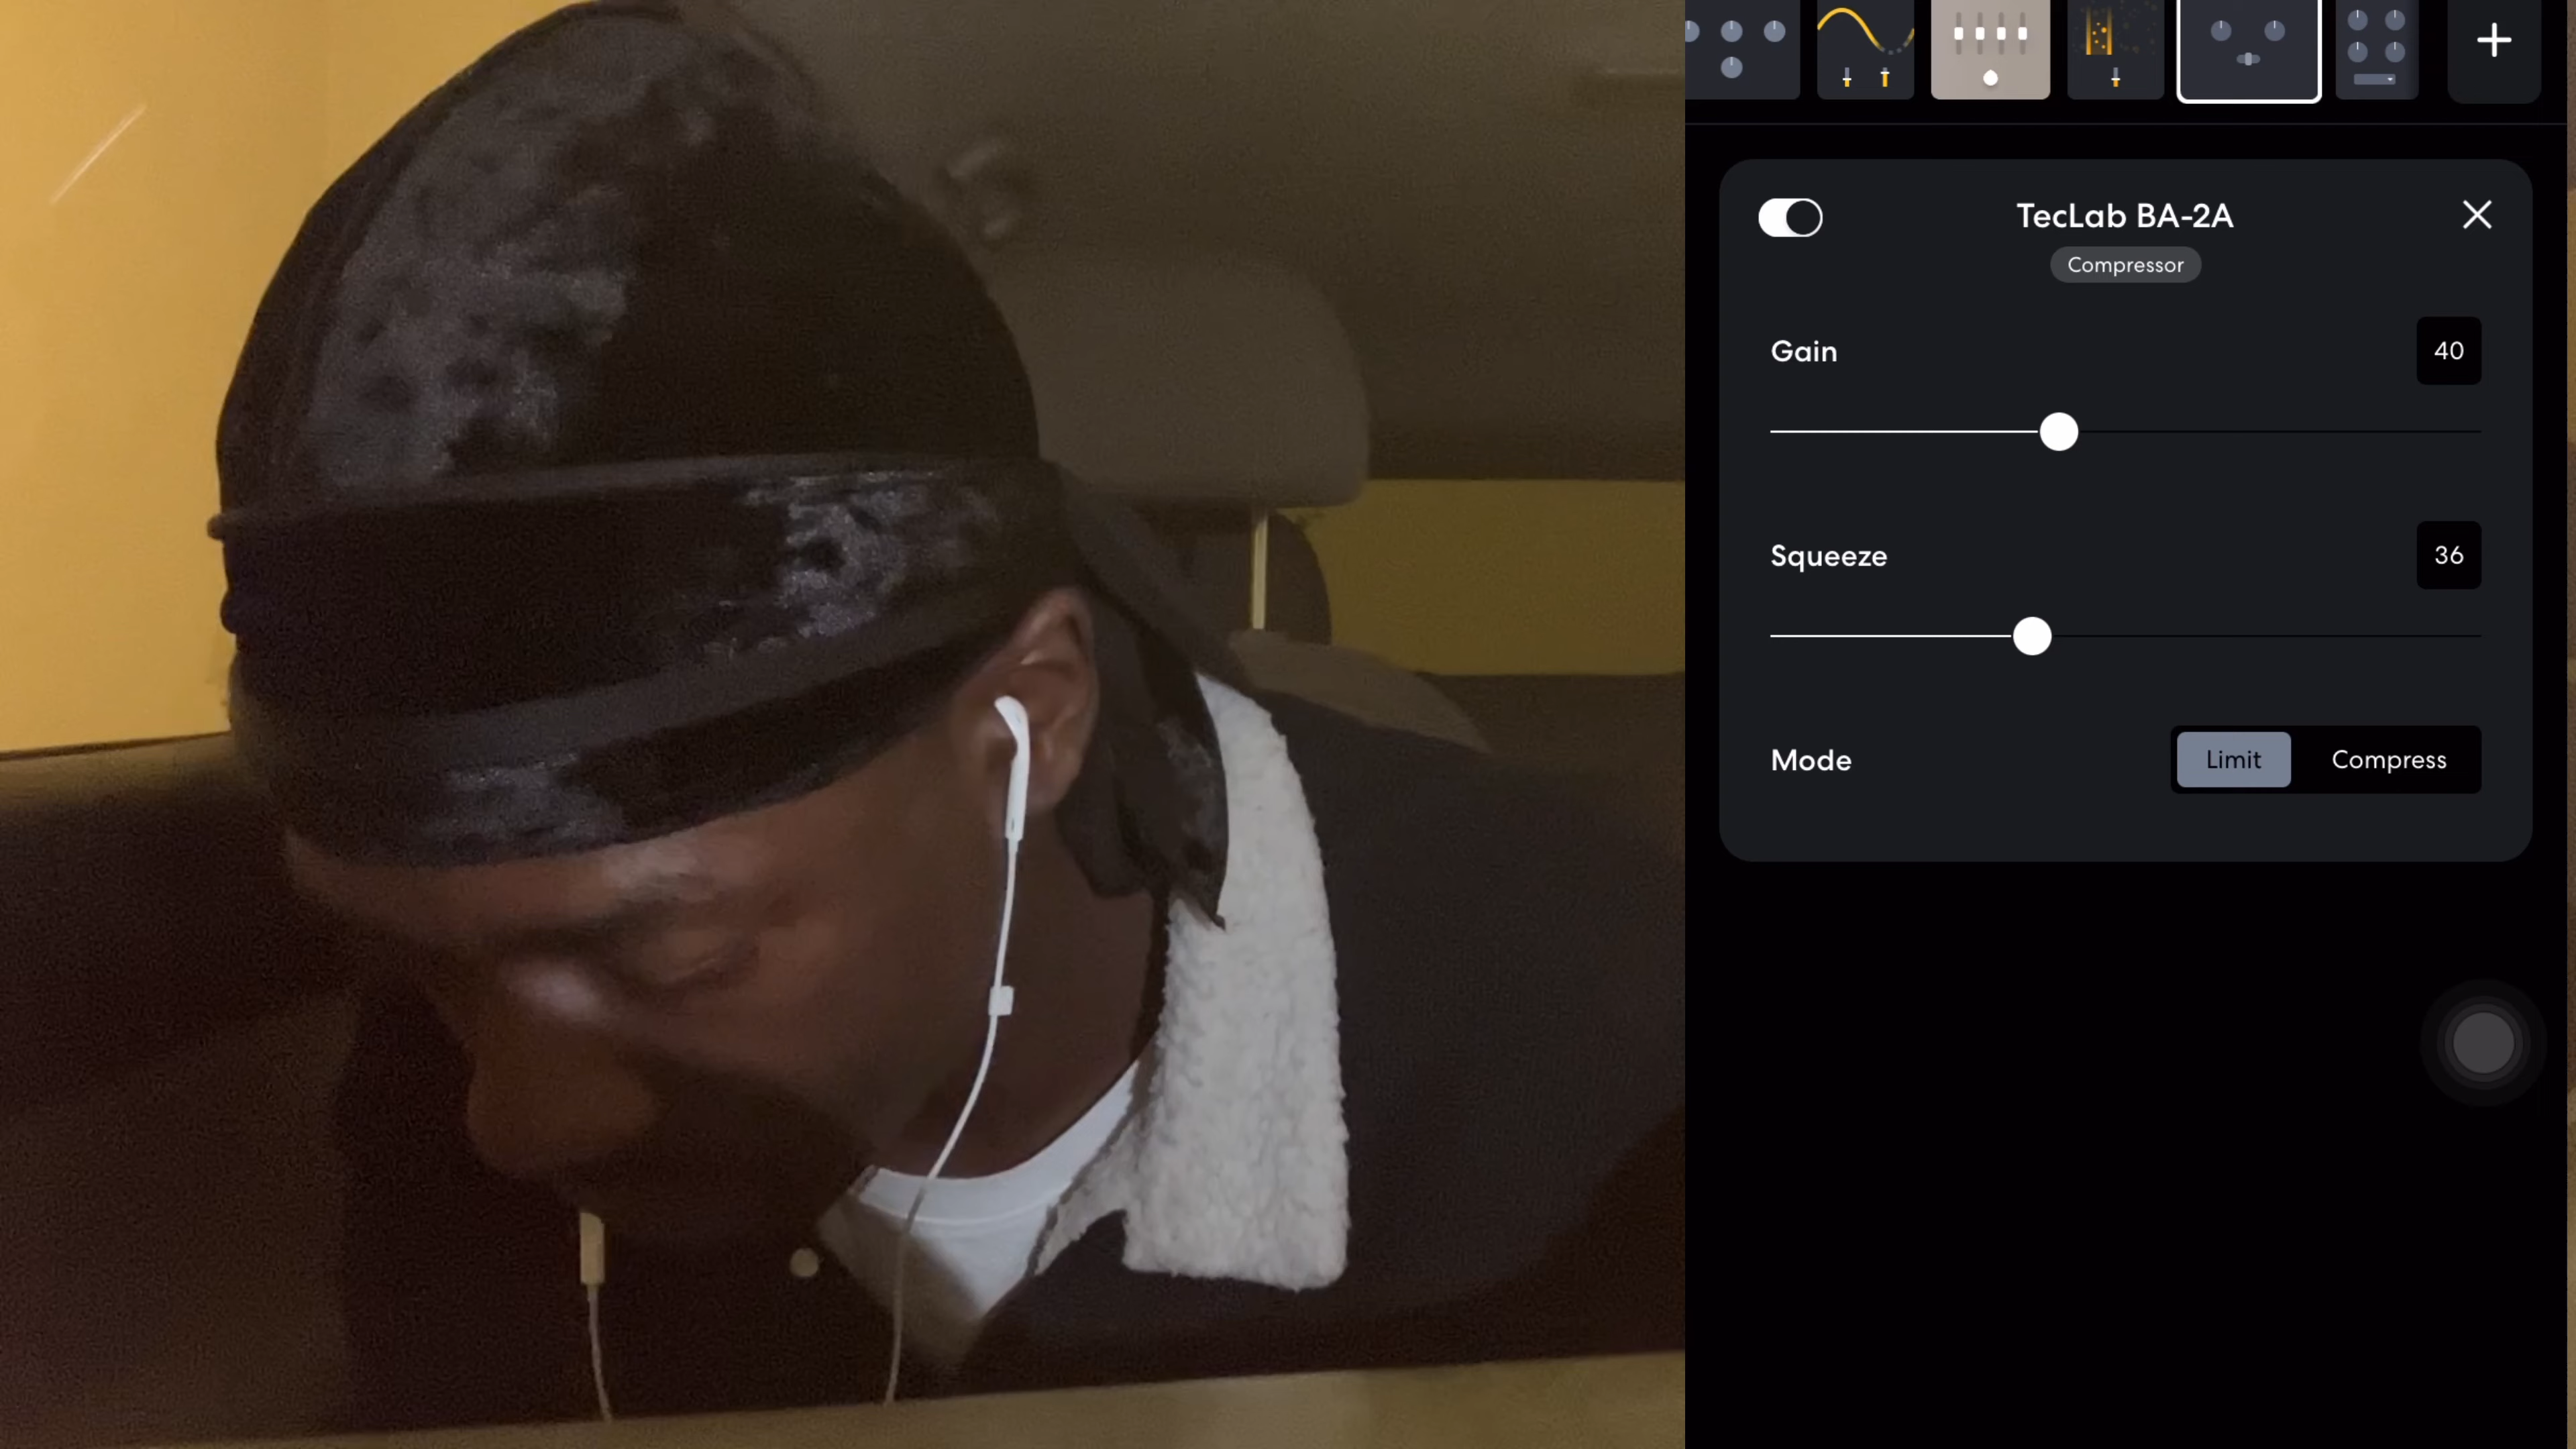 TecLab BA-2A
Compressor
Gain 40
Squeeze 36
Mode Limit Compress